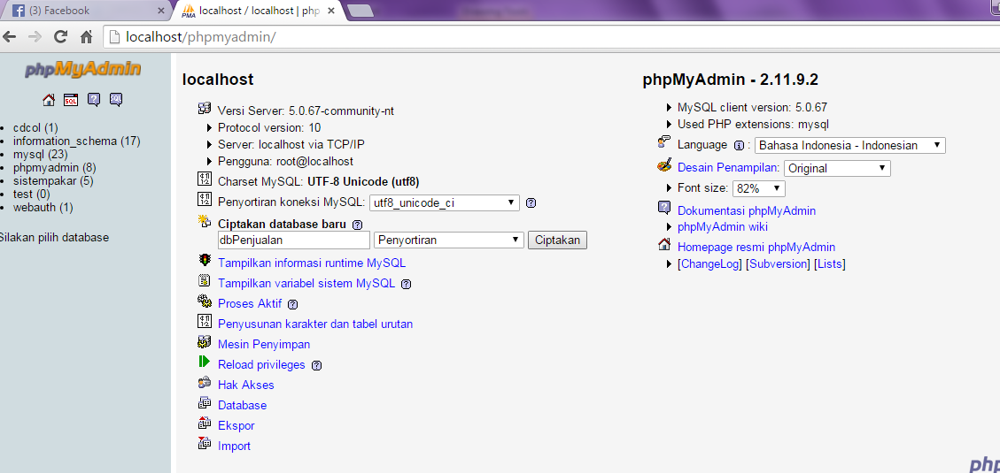 (3) Facebook
localhost / localhost | php
localhost/phpmyadmin/
phpMyAdmin
SQL
SQL
cdcol (1)
information_schema (17)
mysql (23)
phpmyadmin (8)
sistempakar (5)
test (0)
webauth (1)
Silakan pilih database
localhost
Versi Server: 5.0.67-community-nt
Protocol version: 10
Server: localhost via TCP/IP
Pengguna: root@localhost
Charset MySQL: UTF-8 Unicode (utf8)
Penyortiran koneksi MySQL: utf8_unicode_ci
Ciptakan database baru
dbPenjualan Penyortiran Ciptakan
Tampilkan informasi runtime MySQL
Tampilkan variabel sistem MySQL
Proses Aktif
Penyusunan karakter dan tabel urutan
Mesin Penyimpan
Reload privileges
Hak Akses
Database
Ekspor
Import
phpMyAdmin - 2.11.9.2
MySQL client version: 5.0.67
Used PHP extensions: mysql
Language : Bahasa Indonesia - Indonesian
Desain Penampilan: Original
Font size: 82%
Dokumentasi phpMyAdmin
phpMyAdmin wiki
Homepage resmi phpMyAdmin
[ChangeLog] [Subversion] [Lists]
php